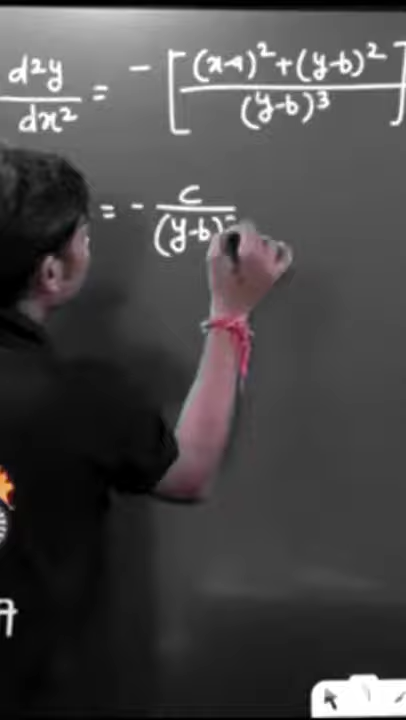 d²y/dx² = - [(x-a)²+(y-b)²/(y-b)³]
= - c/(y-b)